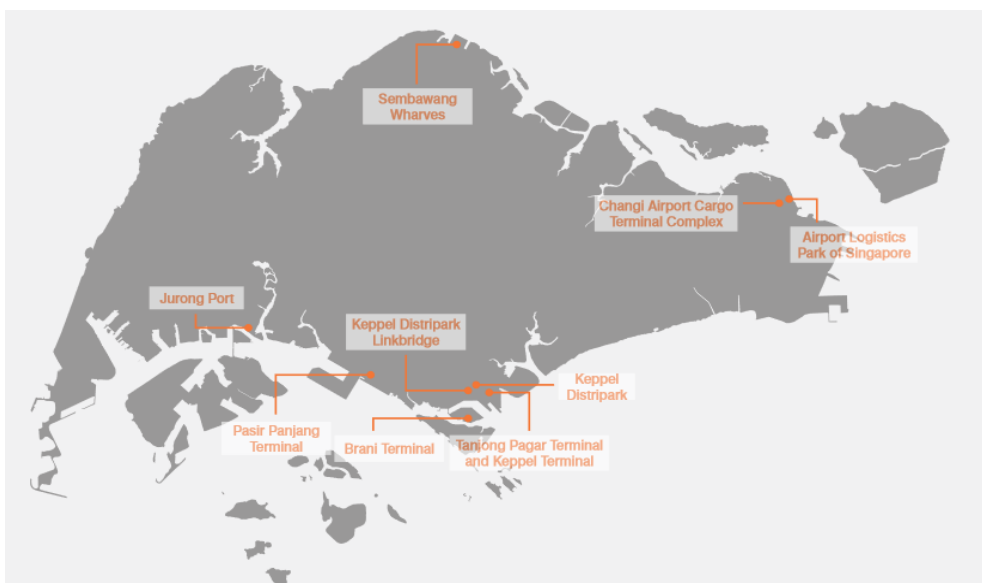 Sembawang
Wharves
Changi Airport Cargo
Terminal Complex
Airport Logistics
Park of Singapore
Jurong Port
Keppel Distripark
Linkbridge
Keppel
Distripark
Pasir Panjang
Terminal
Brani Terminal
Tanjong Pagar Terminal
and Keppel Terminal